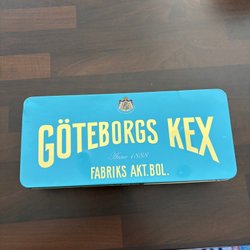 GÖTEBORGS KEX
Anno 1888
FABRIKS AKT.BOL.